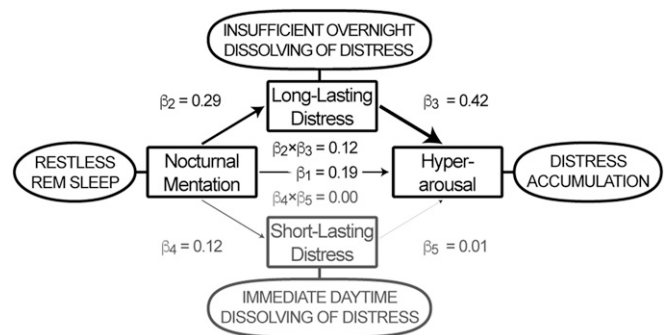 INSUFFICIENT OVERNIGHT
DISSOLVING OF DISTRESS
β2 = 0.29
Long-Lasting
Distress
β3 = 0.42
RESTLESS
REM SLEEP
Nocturnal
Mentation
β2×β3 = 0.12
β1 = 0.19
β4×β5 = 0.00
Hyper-
arousal
DISTRESS
ACCUMULATION
β4 = 0.12
Short-Lasting
Distress
β5 = 0.01
IMMEDIATE DAYTIME
DISSOLVING OF DISTRESS